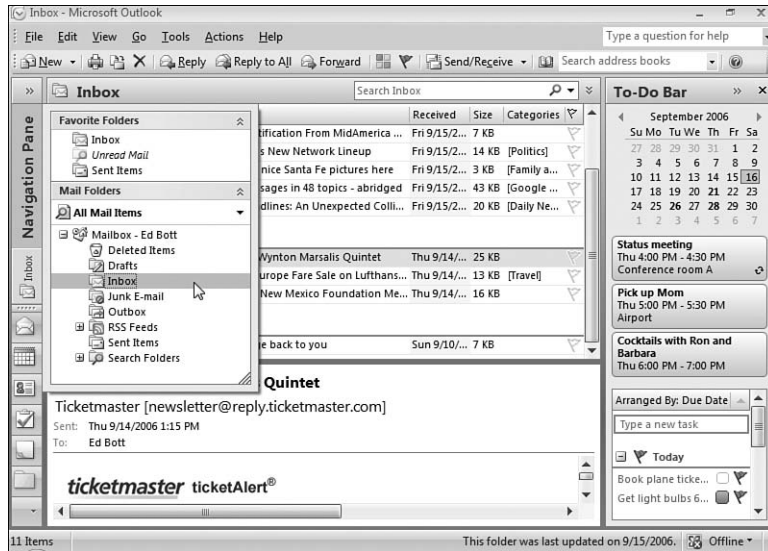 Inbox - Microsoft Outlook
File Edit View Go Tools Actions Help
Type a question for help
New Reply Reply to All Forward Send/Receive Search address books
Inbox
Search Inbox
To-Do Bar
Navigation Pane
Inbox
Favorite Folders
Inbox
Unread Mail
Sent Items
Mail Folders
All Mail Items
Mailbox - Ed Bott
Deleted Items
Drafts
Inbox
Junk E-mail
Outbox
RSS Feeds
Sent Items
Search Folders
Received Size Categories
tification From MidAmerica ... Fri 9/15/2... 7 KB
s New Network Lineup Fri 9/15/2... 14 KB [Politics]
nice Santa Fe pictures here Fri 9/15/2... 3 KB [Family a...
sages in 48 topics - abridged Fri 9/15/2... 43 KB [Google ...
dlines: An Unexpected Colli... Fri 9/15/2... 20 KB [Daily Ne...
Wynton Marsalis Quintet Thu 9/14/... 25 KB
urope Fare Sale on Lufthans... Thu 9/14/... 13 KB [Travel]
New Mexico Foundation Me... Thu 9/14/... 16 KB
e back to you Sun 9/10/... 7 KB
Quintet
Ticketmaster [newsletter@reply.ticketmaster.com]
Sent: Thu 9/14/2006 1:15 PM
To: Ed Bott
ticketmaster ticketAlert®
September 2006
Su Mo Tu We Th Fr Sa
27 28 29 30 31 1 2
3 4 5 6 7 8 9
10 11 12 13 14 15 16
17 18 19 20 21 22 23
24 25 26 27 28 29 30
1 2 3 4 5 6 7
Status meeting
Thu 4:00 PM - 4:30 PM
Conference room A
Pick up Mom
Thu 5:00 PM - 5:30 PM
Airport
Cocktails with Ron and
Barbara
Thu 6:00 PM - 7:00 PM
Arranged By: Due Date
Type a new task
Today
Book plane ticke...
Get light bulbs 6...
11 Items
This folder was last updated on 9/15/2006.
Offline